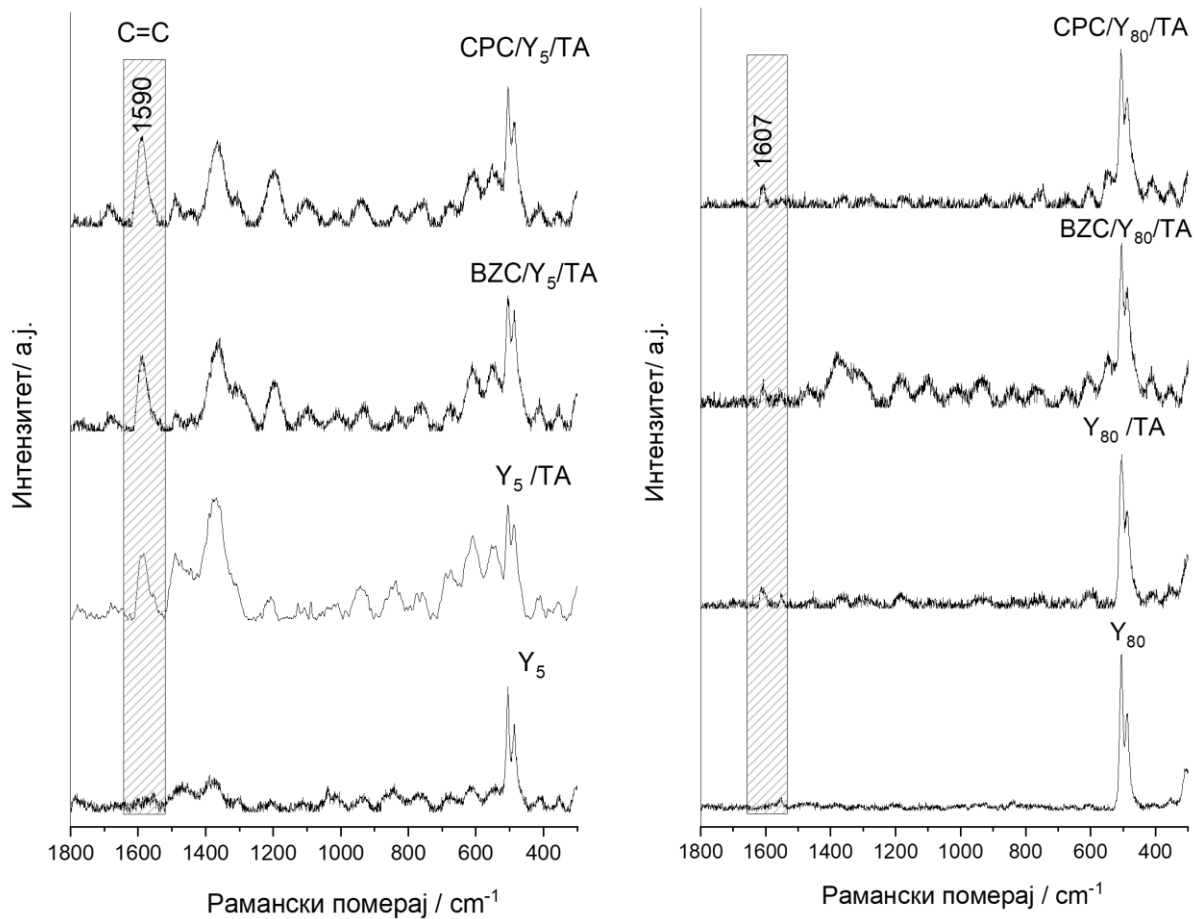 C=C
1590
CPC/Y5/TA
BZC/Y5/TA
Y5 /TA
Y5
Интензитет/ a.j.
1800 1600 1400 1200 1000 800 600 400
Рамански померај / cm-1
1607
CPC/Y80/TA
BZC/Y80/TA
Y80 /TA
Y80
Интензитет/ a.j.
1800 1600 1400 1200 1000 800 600 400
Рамански померај / cm-1